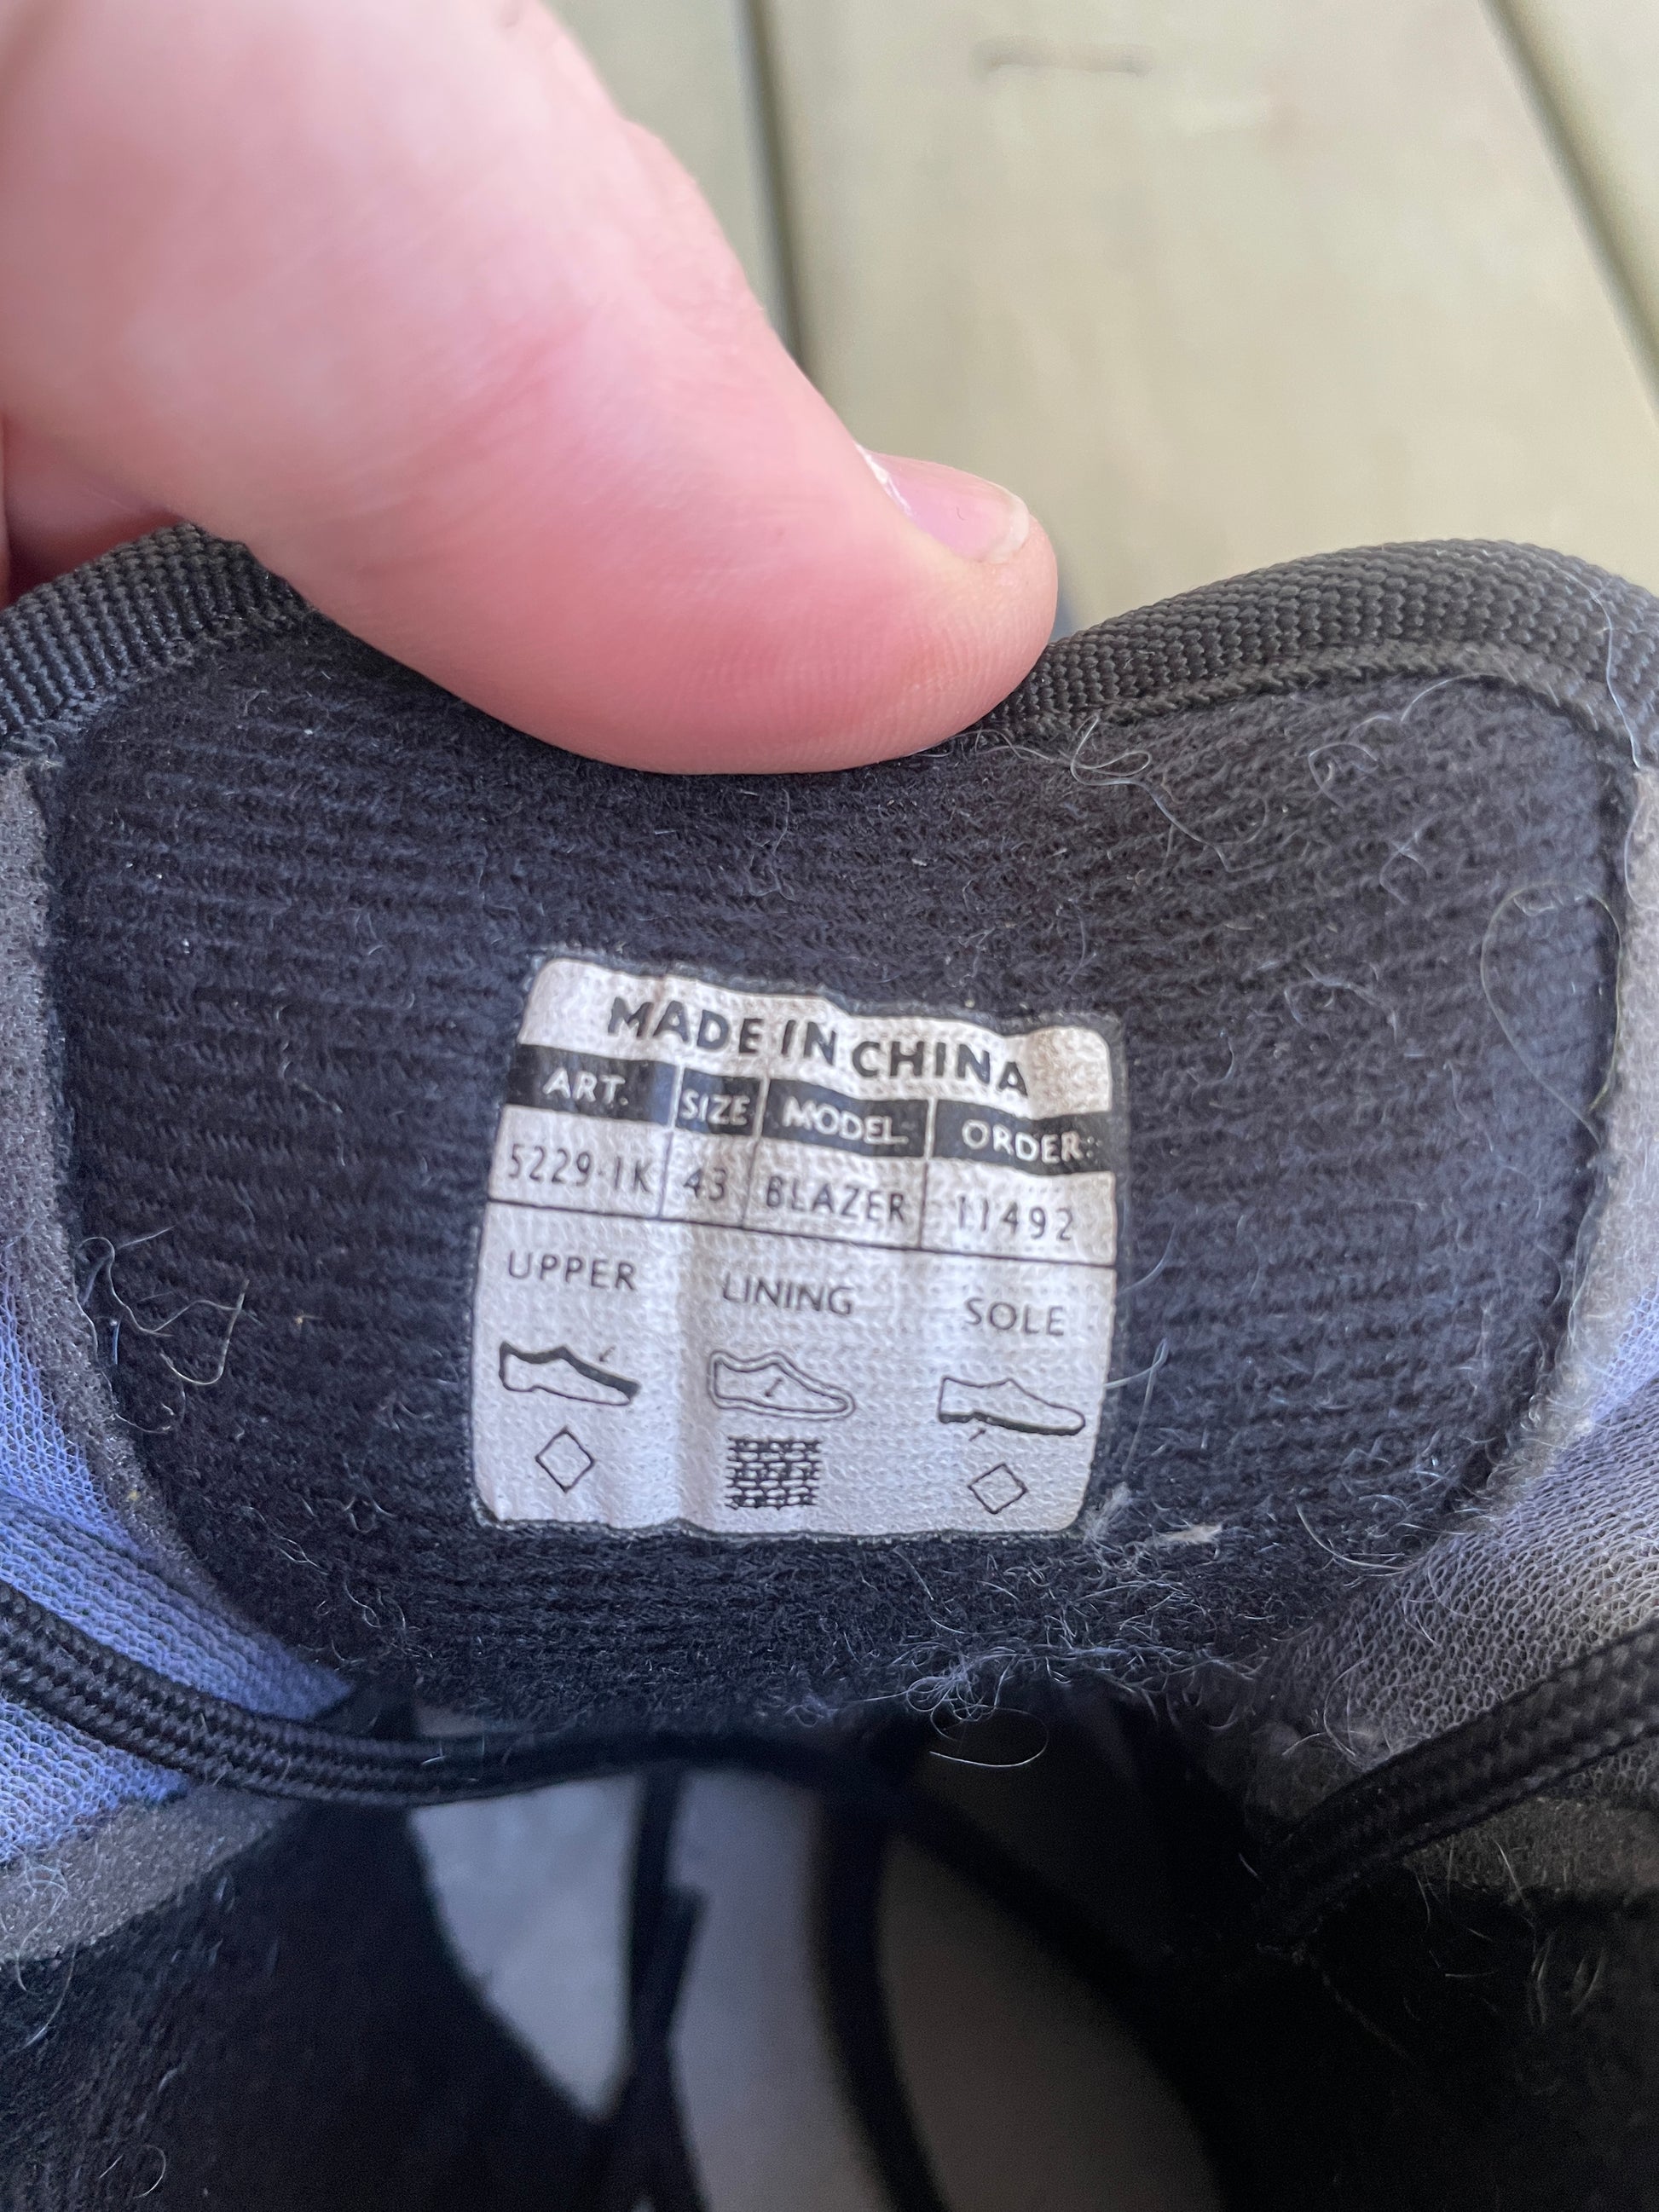 MADE IN CHINA
ART. SIZE MODEL ORDER:
5229-1K 43 BLAZER 11492
UPPER LINING SOLE